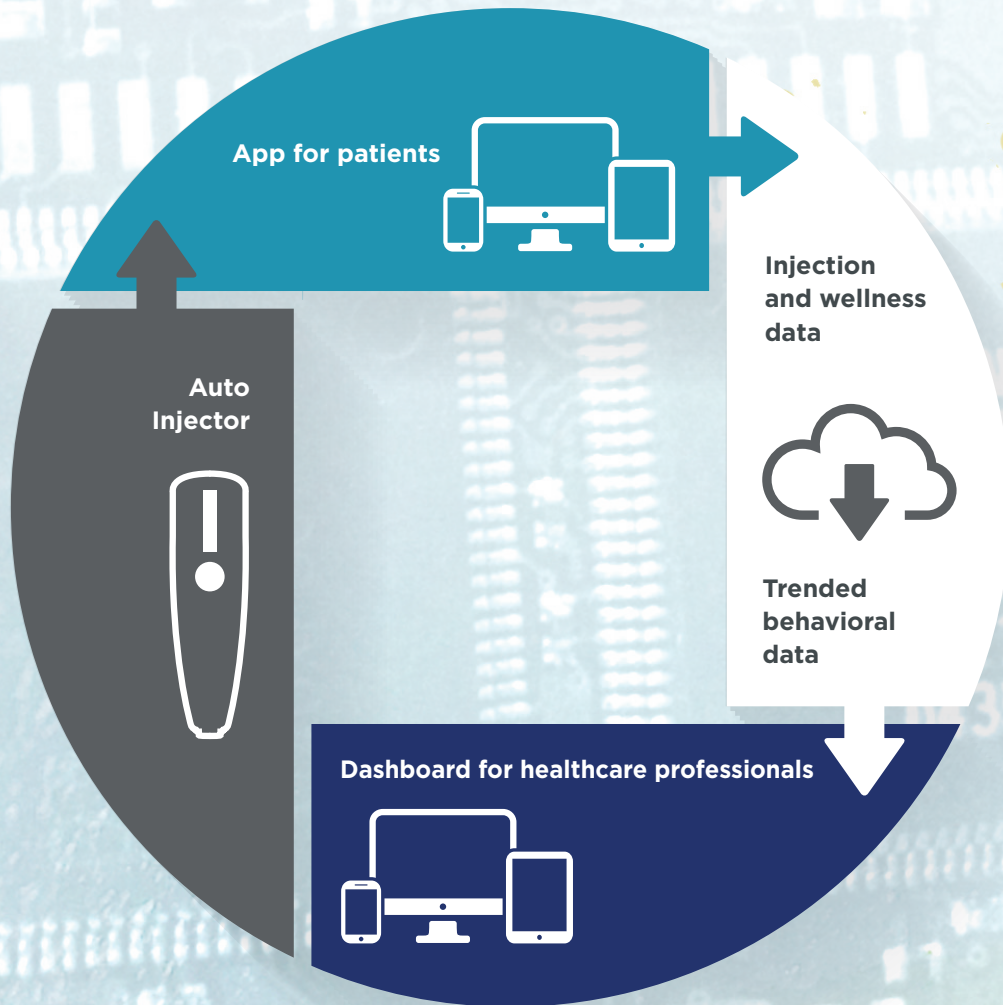 App for patients
Injection
and wellness
data
Auto
Injector
Trended
behavioral
data
Dashboard for healthcare professionals